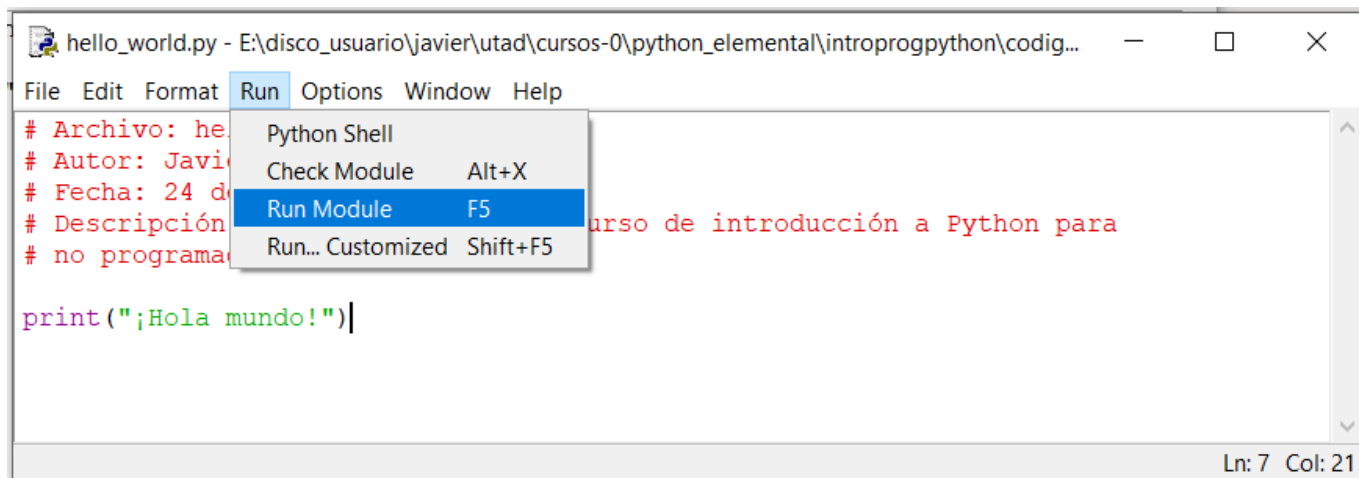 hello_world.py - E:\disco_usuario\javier\utad\cursos-0\python_elemental\introprogpython\codig...
File Edit Format Run Options Window Help
# Archivo: he
Python Shell
# Autor: Javi
Check Module Alt+X
# Fecha: 24 d
Run Module F5
# Descripción urso de introducción a Python para
Run... Customized Shift+F5
# no programa
print("¡Hola mundo!")
Ln: 7 Col: 21